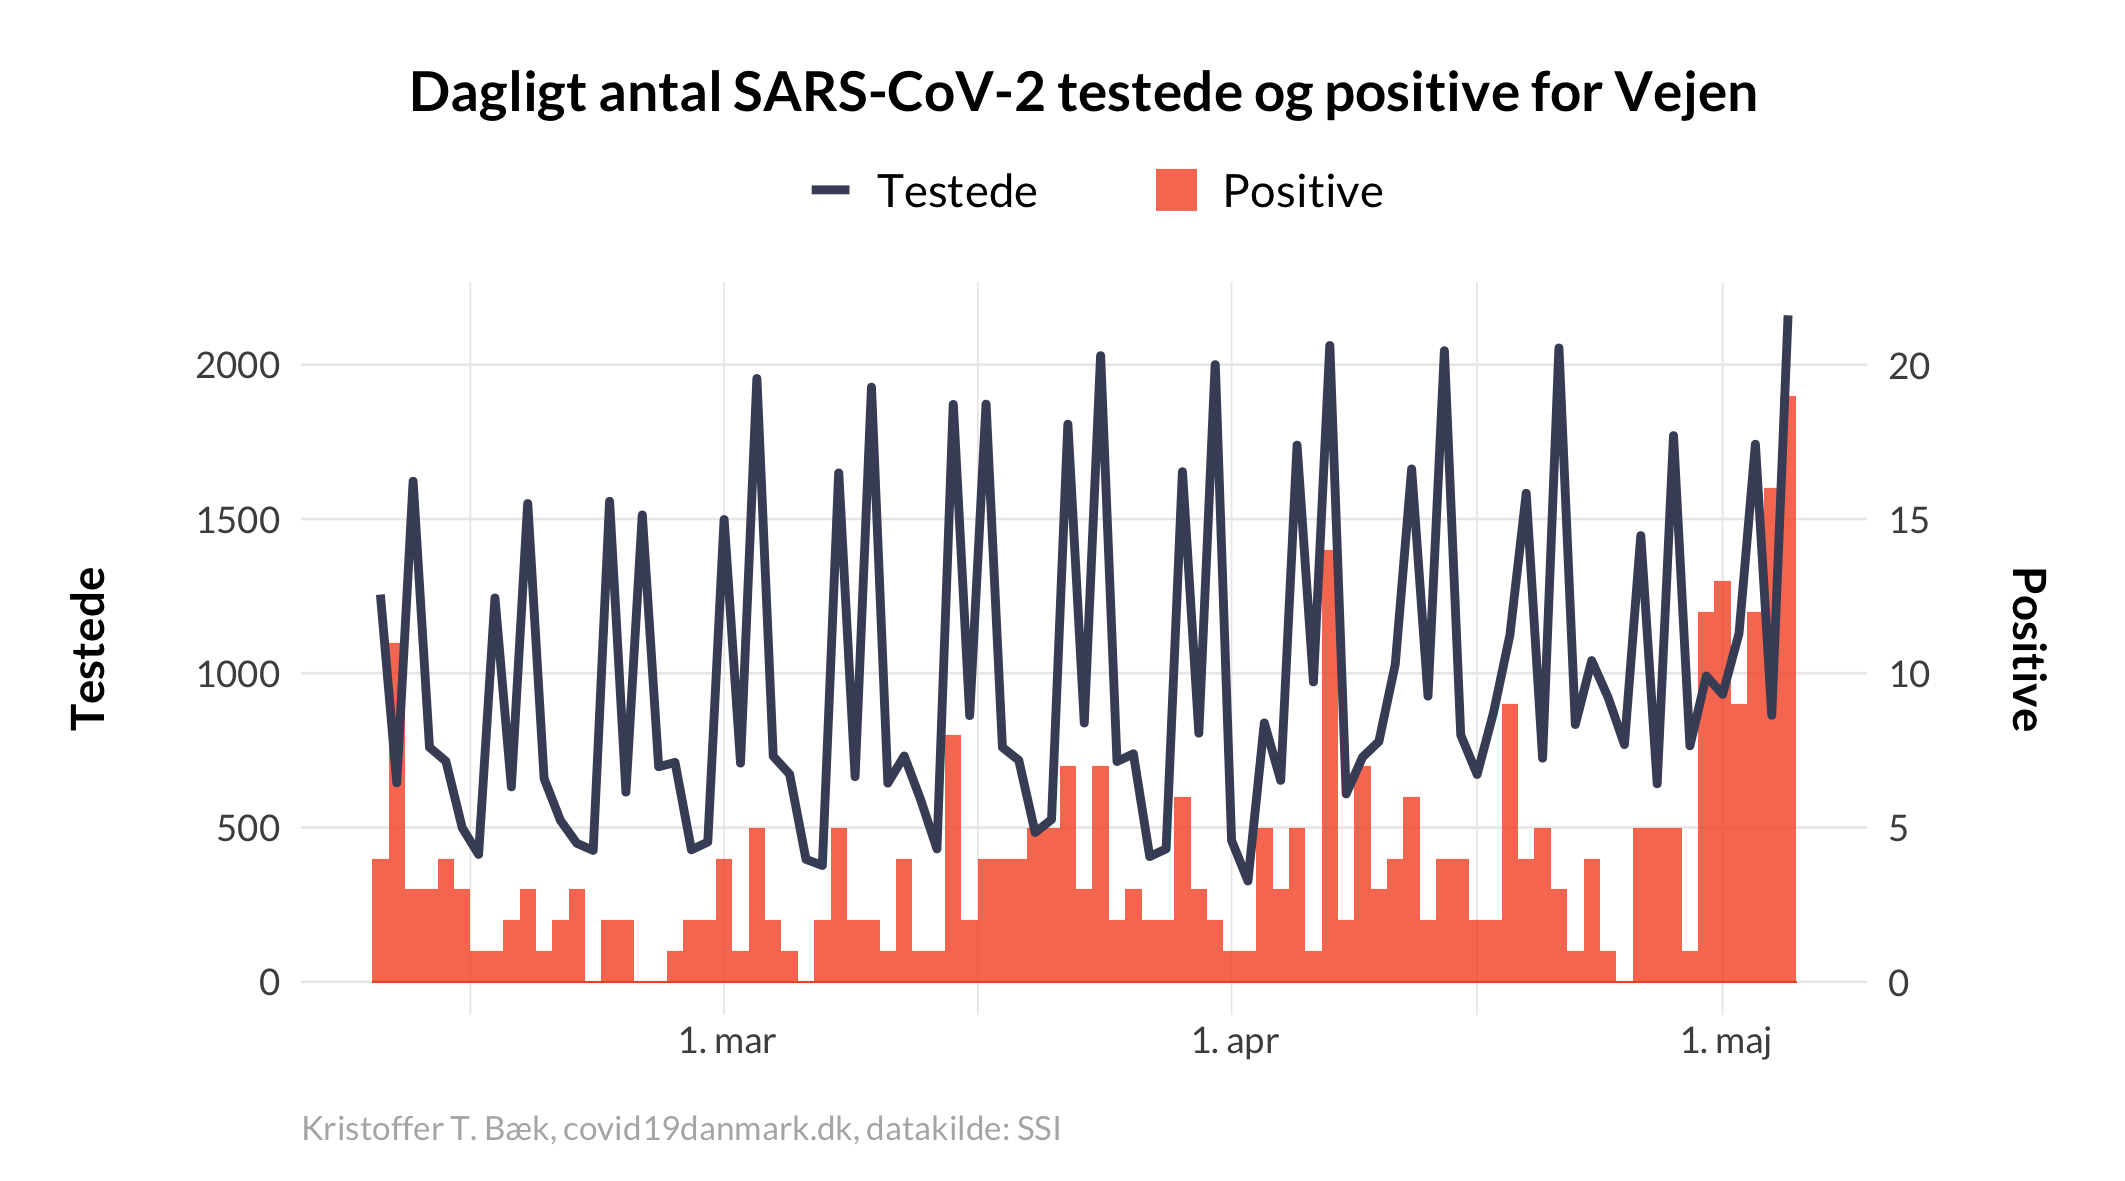 Dagligt antal SARS-CoV-2 testede og positive for Vejen
Testede
Positive
Testede
2000
1500
1000
500
0
20
15
10
5
0
Positive
1. mar
1. apr
1. maj
Kristoffer T. Bæk, covid19danmark.dk, datakilde: SSI